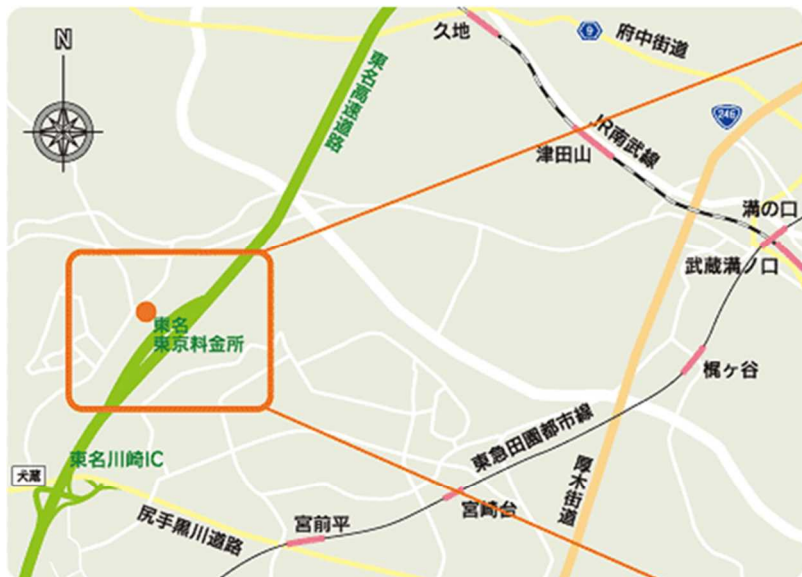 N
久地
9
府中街道
東名高速道路
246
JR南武線
津田山
溝の口
武蔵溝ノ口
東名
東京料金所
梶ヶ谷
東急田園都市線
東名川崎IC
犬蔵
厚木街道
宮崎台
宮前平
尻手黒川道路